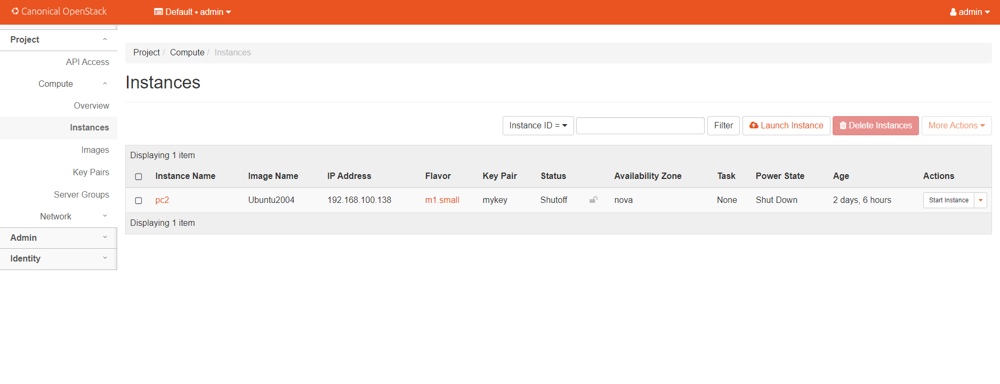 Canonical OpenStack
Default • admin
admin
Project
API Access
Compute
Overview
Instances
Images
Key Pairs
Server Groups
Network
Admin
Identity
Project / Compute / Instances
Instances
Instance ID =
Filter
Launch Instance
Delete Instances
More Actions
Displaying 1 item
Instance Name Image Name IP Address Flavor Key Pair Status Availability Zone Task Power State Age Actions
pc2 Ubuntu2004 192.168.100.138 m1.small mykey Shutoff nova None Shut Down 2 days, 6 hours Start Instance
Displaying 1 item